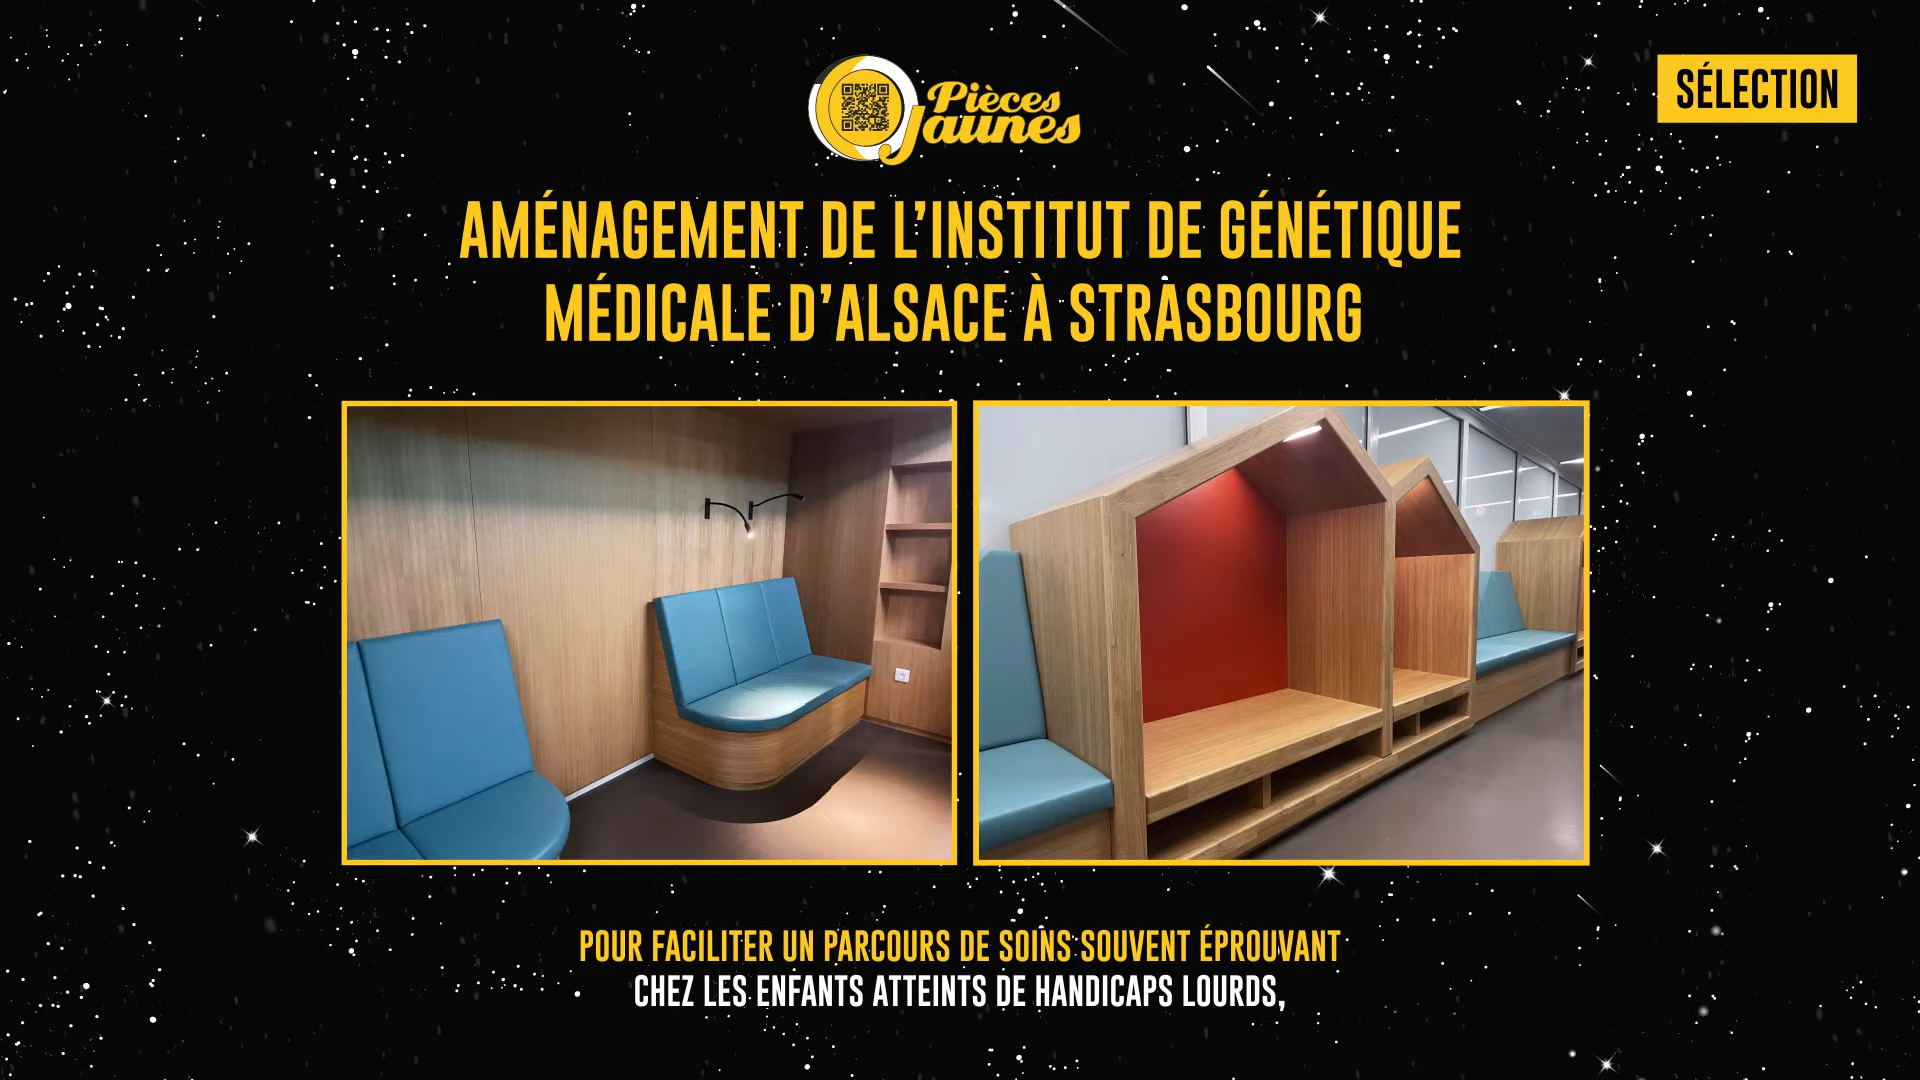 Pièces
Jaunes
SÉLECTION
AMÉNAGEMENT DE L’INSTITUT DE GÉNÉTIQUE
MÉDICALE D’ALSACE À STRASBOURG
POUR FACILITER UN PARCOURS DE SOINS SOUVENT ÉPROUVANT
CHEZ LES ENFANTS ATTEINTS DE HANDICAPS LOURDS,